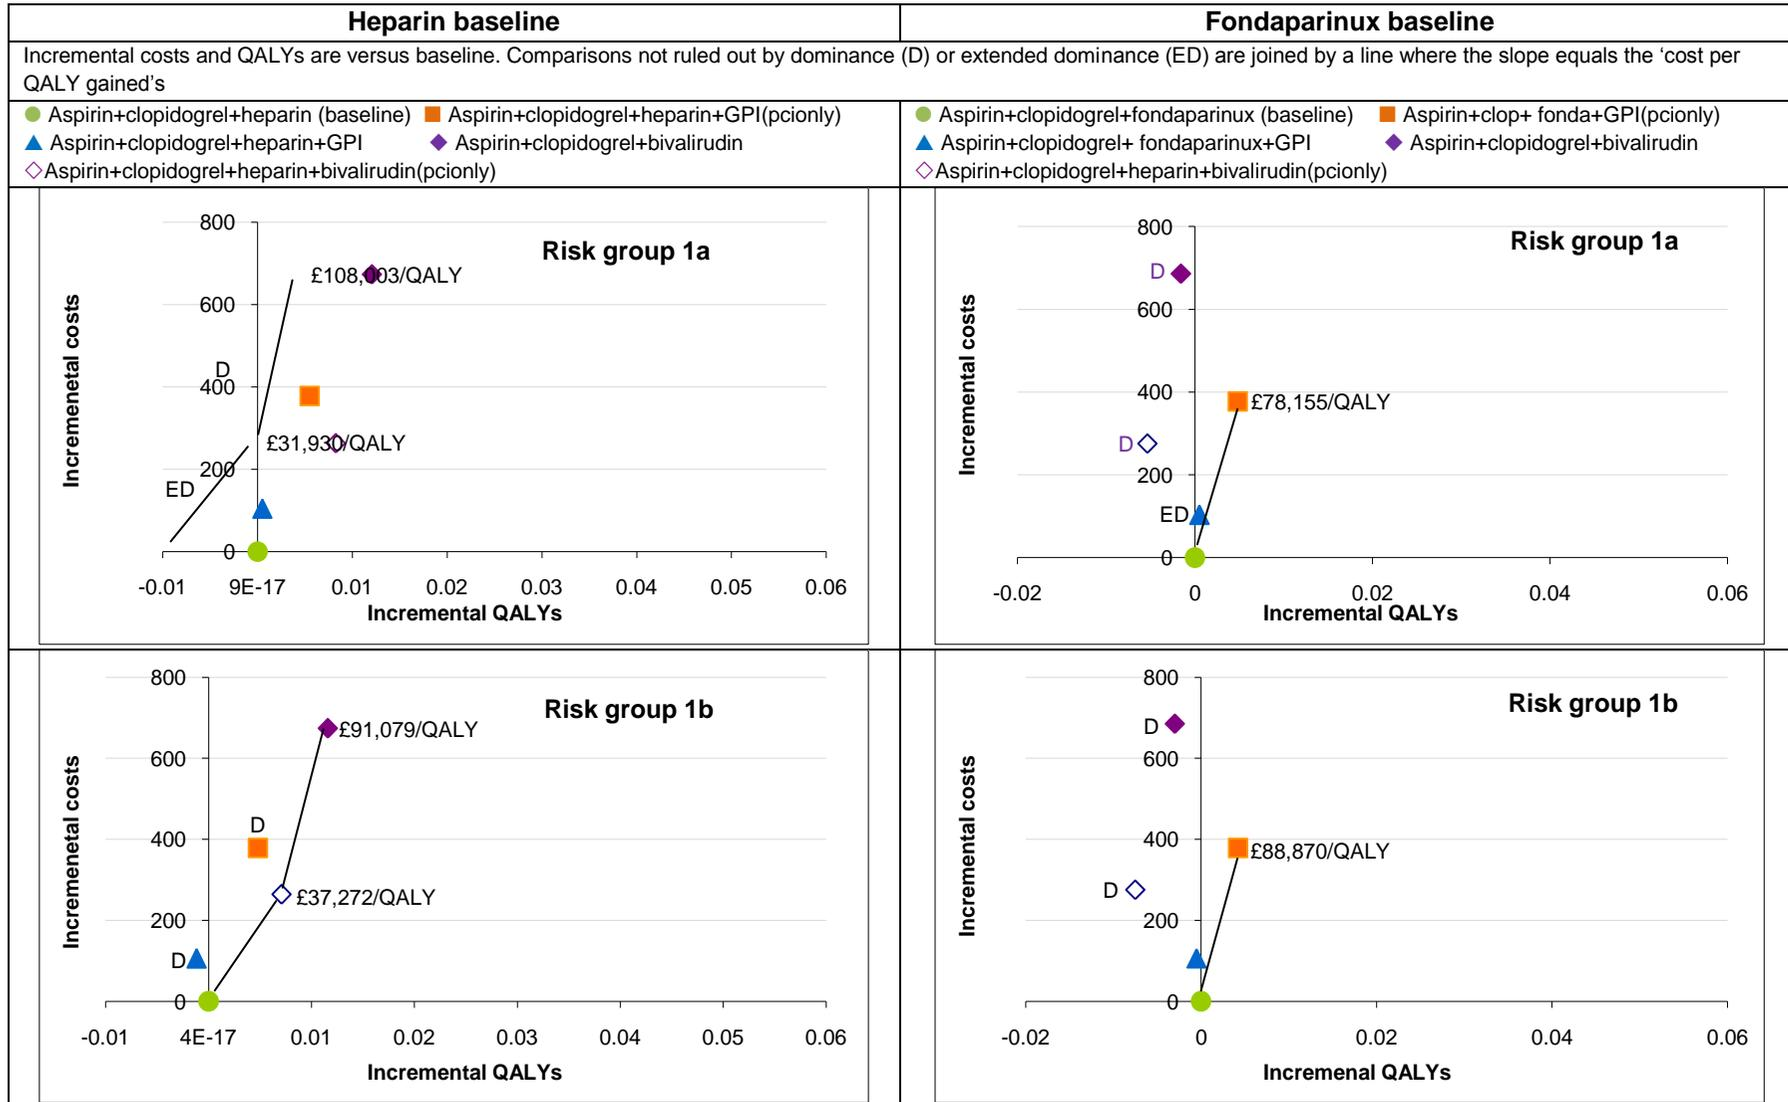 Heparin baseline
Fondaparinux baseline
Incremental costs and QALYs are versus baseline. Comparisons not ruled out by dominance (D) or extended dominance (ED) are joined by a line where the slope equals the ‘cost per
QALY gained’s
Aspirin+clopidogrel+heparin (baseline) Aspirin+clopidogrel+heparin+GPI(pcionly)
Aspirin+clopidogrel+heparin+GPI Aspirin+clopidogrel+bivalirudin
Aspirin+clopidogrel+heparin+bivalirudin(pcionly)
Aspirin+clopidogrel+fondaparinux (baseline) Aspirin+clop+ fonda+GPI(pcionly)
Aspirin+clopidogrel+ fondaparinux+GPI Aspirin+clopidogrel+bivalirudin
Aspirin+clopidogrel+heparin+bivalirudin(pcionly)
Risk group 1a
Incremenetal costs
800
600
400
200
0
£108,003/QALY
D
£31,930/QALY
ED
-0.01 9E-17 0.01 0.02 0.03 0.04 0.05 0.06
Incremental QALYs
Risk group 1a
Incremental costs
800
600
400
200
0
D
£78,155/QALY
D
ED
-0.02 0 0.02 0.04 0.06
Incremental QALYs
Risk group 1b
Incremenetal costs
800
600
400
200
0
£91,079/QALY
D
£37,272/QALY
D
-0.01 4E-17 0.01 0.02 0.03 0.04 0.05 0.06
Incremental QALYs
Risk group 1b
Incremental costs
800
600
400
200
0
D
£88,870/QALY
D
-0.02 0 0.02 0.04 0.06
Incremenal QALYs